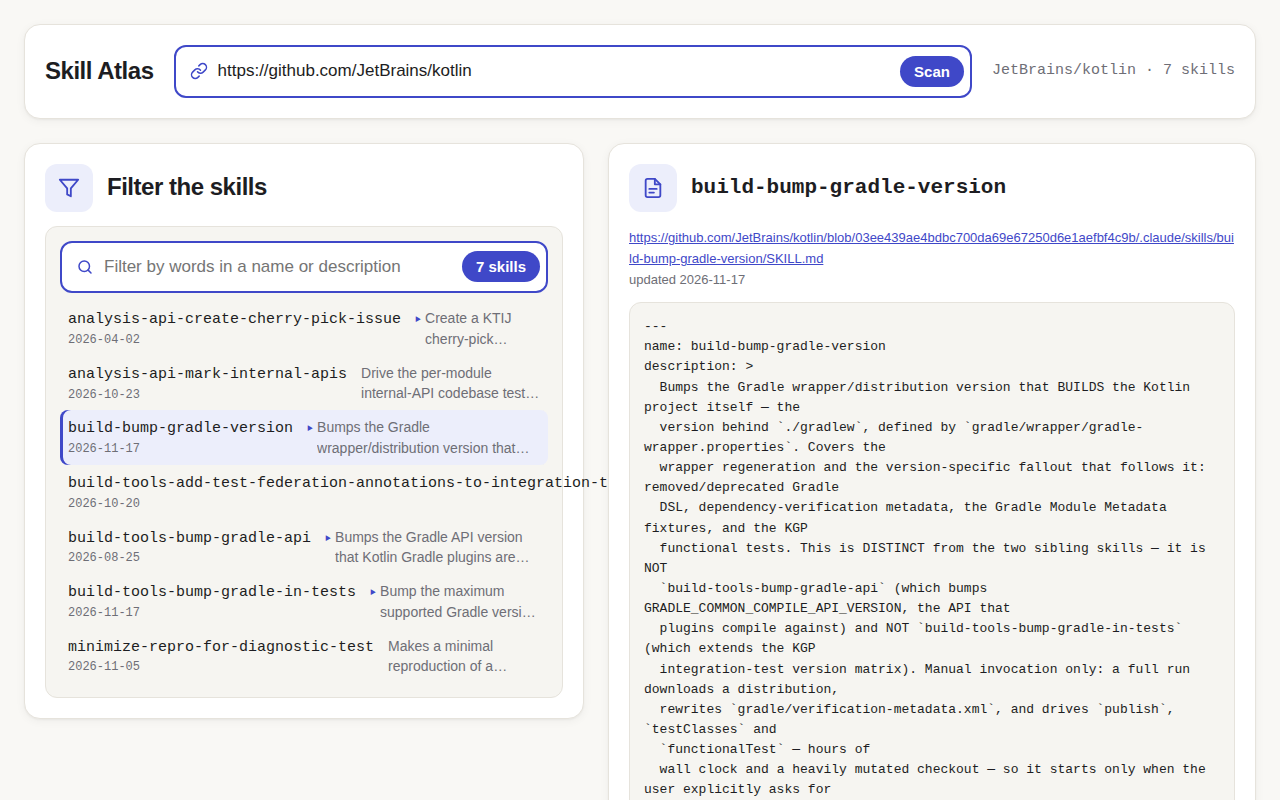 Skill Atlas
https://github.com/JetBrains/kotlin
Scan
JetBrains/kotlin · 7 skills
Filter the skills
Filter by words in a name or description
7 skills
analysis-api-create-cherry-pick-issue
2026-04-02
▸ Create a KTIJ
cherry-pick…
analysis-api-mark-internal-apis
2026-10-23
Drive the per-module
internal-API codebase test…
build-bump-gradle-version
2026-11-17
▸ Bumps the Gradle
wrapper/distribution version that…
build-tools-add-test-federation-annotations-to-integration-t
2026-10-20
build-tools-bump-gradle-api
2026-08-25
▸ Bumps the Gradle API version
that Kotlin Gradle plugins are…
build-tools-bump-gradle-in-tests
2026-11-17
▸ Bump the maximum
supported Gradle versi…
minimize-repro-for-diagnostic-test
2026-11-05
Makes a minimal
reproduction of a…
build-bump-gradle-version
https://github.com/JetBrains/kotlin/blob/03ee439ae4bdbc700da69e67250d6e1aefbf4c9b/.claude/skills/bui
ld-bump-gradle-version/SKILL.md
updated 2026-11-17
---
name: build-bump-gradle-version
description: >
  Bumps the Gradle wrapper/distribution version that BUILDS the Kotlin
project itself — the
  version behind `./gradlew`, defined by `gradle/wrapper/gradle-
wrapper.properties`. Covers the
  wrapper regeneration and the version-specific fallout that follows it:
removed/deprecated Gradle
  DSL, dependency-verification metadata, the Gradle Module Metadata
fixtures, and the KGP
  functional tests. This is DISTINCT from the two sibling skills — it is
NOT
  `build-tools-bump-gradle-api` (which bumps
GRADLE_COMMON_COMPILE_API_VERSION, the API that
  plugins compile against) and NOT `build-tools-bump-gradle-in-tests`
(which extends the KGP
  integration-test version matrix). Manual invocation only: a full run
downloads a distribution,
  rewrites `gradle/verification-metadata.xml`, and drives `publish`,
`testClasses` and
  `functionalTest` — hours of
  wall clock and a heavily mutated checkout — so it starts only when the
user explicitly asks for